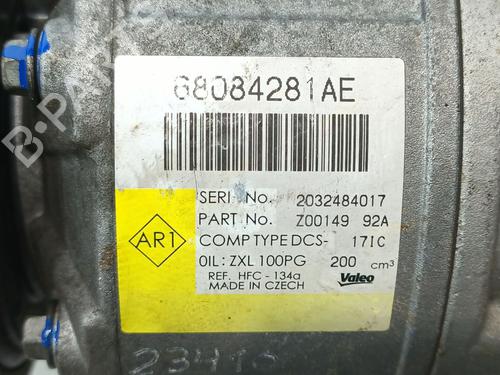 68084281AE
SERI No. 2032484017
PART No. Z00149 92A
COMP TYPE DCS- 17IC
OIL: ZXL 100PG 200 cm³
REF. HFC - 134a
MADE IN CZECH
Valeo
AR1